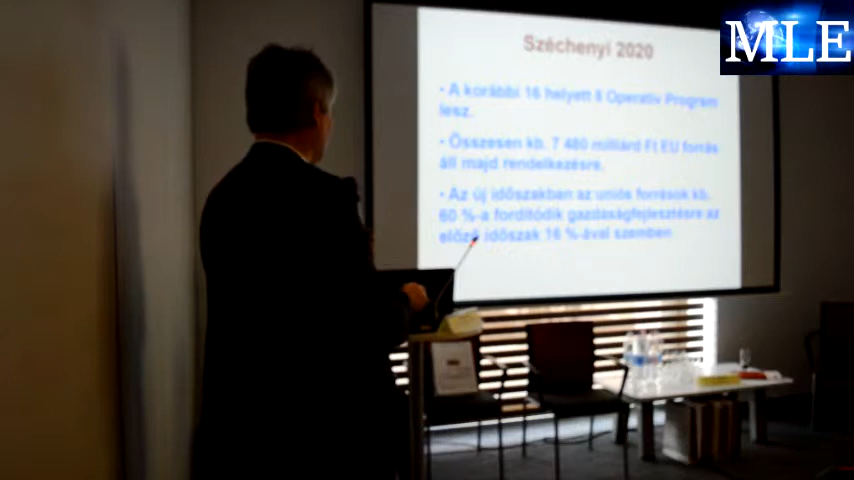 MLE
Széchenyi 2020
• A korábbi 16 helyett 8 Operatív Program
lesz.
• Összesen kb. 7 480 milliárd Ft EU forrás
áll majd rendelkezésre.
• Az új időszakban az uniós források kb.
60 %-a fordítódik gazdaságfejlesztésre az
előző időszak 16 %-ával szemben